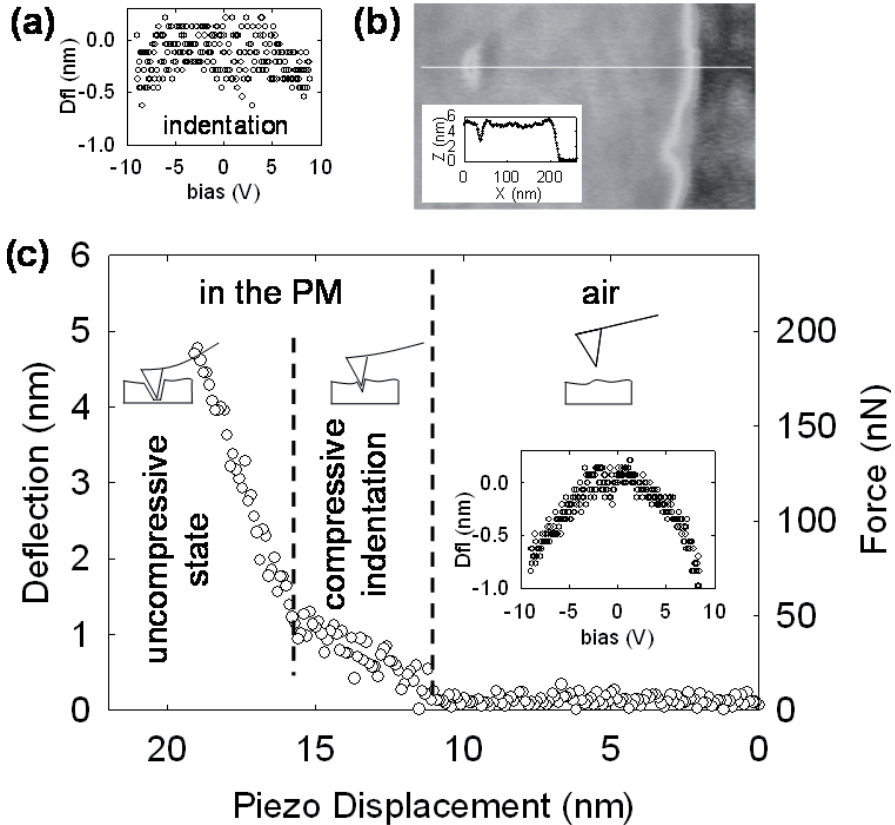 (a)
0.0
-0.5
-1.0
Dfl (nm)
indentation
-10 -5 0 5 10
bias (V)
(b)
6
4
2
0
Z (nm)
0 100 200
X (nm)
(c)
6
5
4
3
2
1
0
Deflection (nm)
in the PM
air
uncompressive
state
compressive
indentation
0.0
-0.5
-1.0
Dfl (nm)
-10 -5 0 5 10
bias (V)
200
150
100
50
0
Force (nN)
20 15 10 5 0
Piezo Displacement (nm)